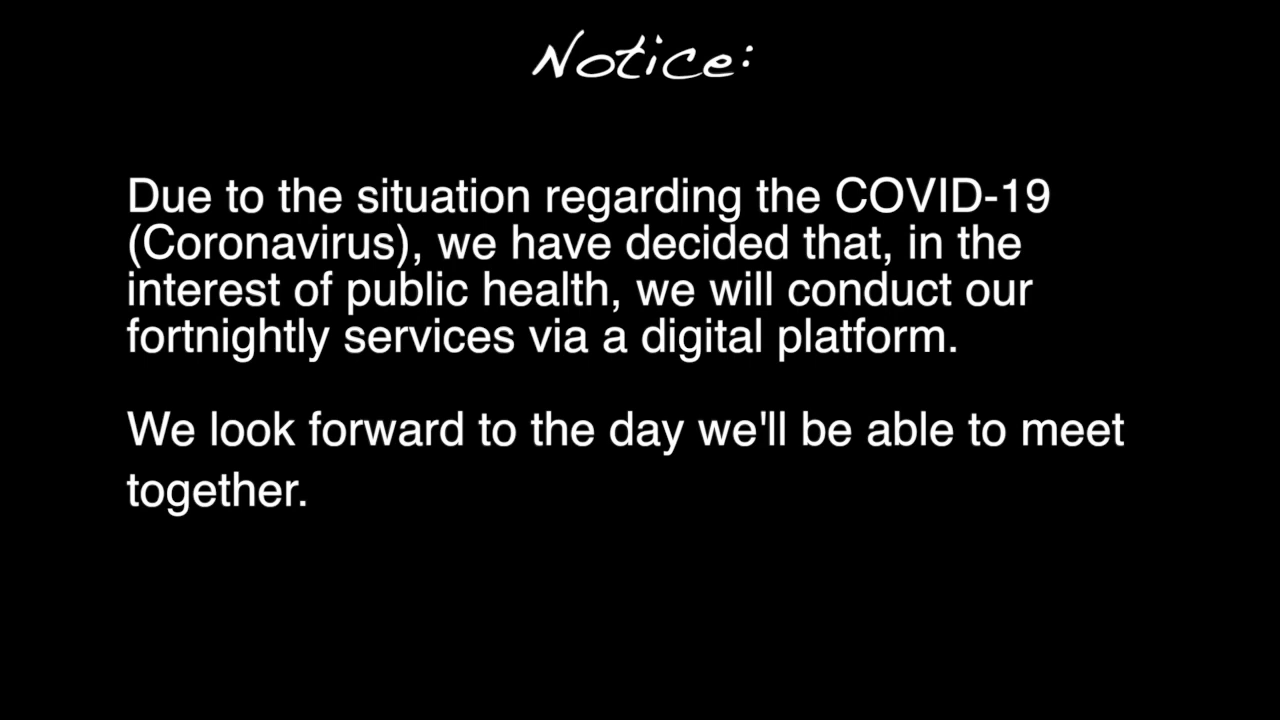 Notice:
Due to the situation regarding the COVID-19
(Coronavirus), we have decided that, in the
interest of public health, we will conduct our
fortnightly services via a digital platform.
We look forward to the day we'll be able to meet
together.